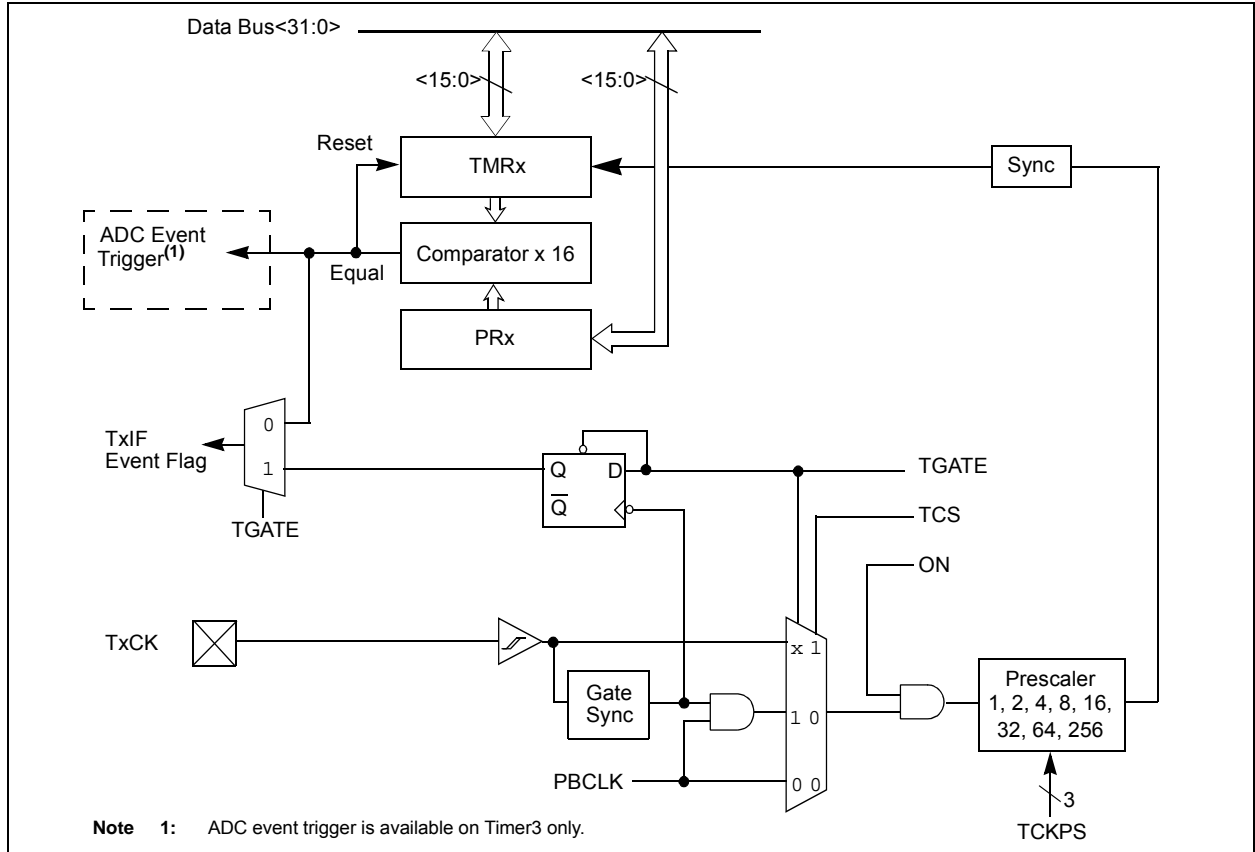 Data Bus<31:0>
<15:0>
<15:0>
Reset
TMRx
Sync
ADC Event
Trigger(1)
Equal
Comparator x 16
PRx
0
TxIF
Event Flag
1
TGATE
Q
D
Q
TGATE
TCS
ON
TxCK
x 1
Gate
Sync
1 0
Prescaler
1, 2, 4, 8, 16,
32, 64, 256
PBCLK
0 0
3
TCKPS
Note 1: ADC event trigger is available on Timer3 only.